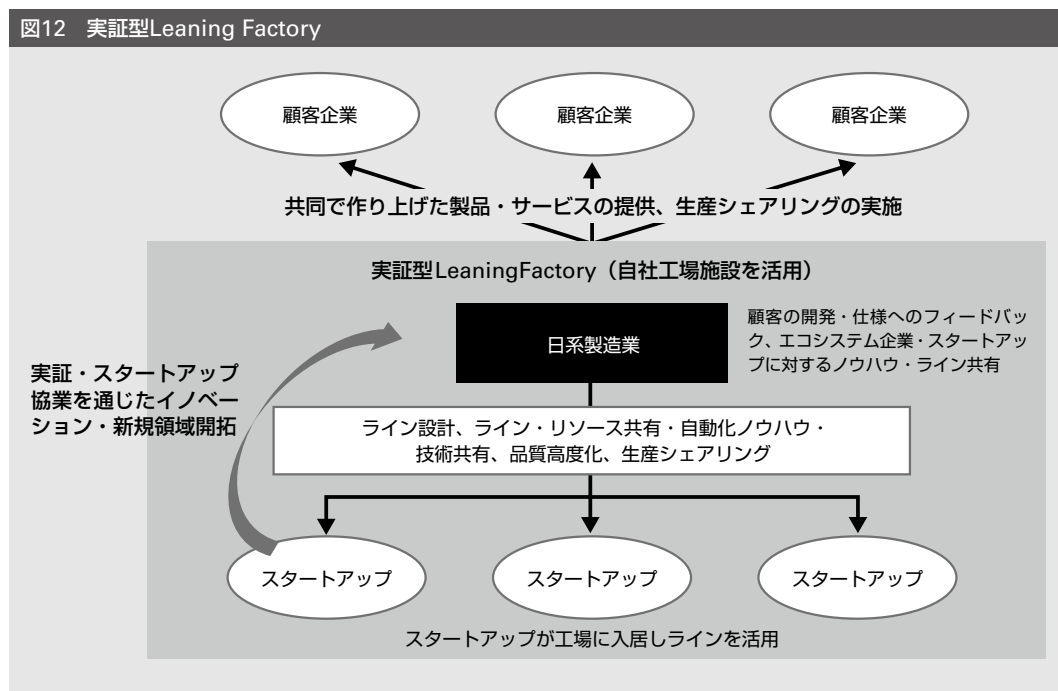 図12　実証型Leaning Factory
顧客企業
顧客企業
顧客企業
共同で作り上げた製品・サービスの提供、生産シェアリングの実施
実証型LeaningFactory（自社工場施設を活用）
日系製造業
顧客の開発・仕様へのフィードバッ
ク、エコシステム企業・スタートアッ
プに対するノウハウ・ライン共有
実証・スタートアップ
協業を通じたイノベー
ション・新規領域開拓
ライン設計、ライン・リソース共有・自動化ノウハウ・
技術共有、品質高度化、生産シェアリング
スタートアップ
スタートアップ
スタートアップ
スタートアップが工場に入居しラインを活用